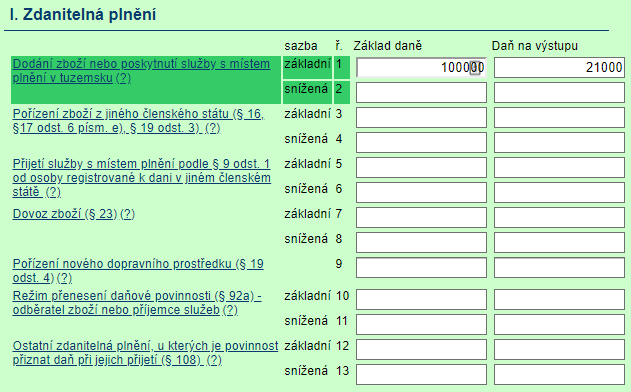 I. Zdanitelná plnění
sazba ř. Základ daně Daň na výstupu
Dodání zboží nebo poskytnutí služby s místem základní 1 100000 21000
plnění v tuzemsku (?)
snížená 2
Pořízení zboží z jiného členského státu (§ 16, základní 3
§17 odst. 6 písm. e), § 19 odst. 3) (?)
snížená 4
Přijetí služby s místem plnění podle § 9 odst. 1 základní 5
od osoby registrované k dani v jiném členském
státě (?) snížená 6
Dovoz zboží (§ 23) (?) základní 7
snížená 8
Pořízení nového dopravního prostředku (§ 19 9
odst. 4) (?)
Režim přenesení daňové povinnosti (§ 92a) - základní 10
odběratel zboží nebo příjemce služeb (?)
snížená 11
Ostatní zdanitelná plnění, u kterých je povinnost základní 12
přiznat daň při jejich přijetí (§ 108) (?)
snížená 13